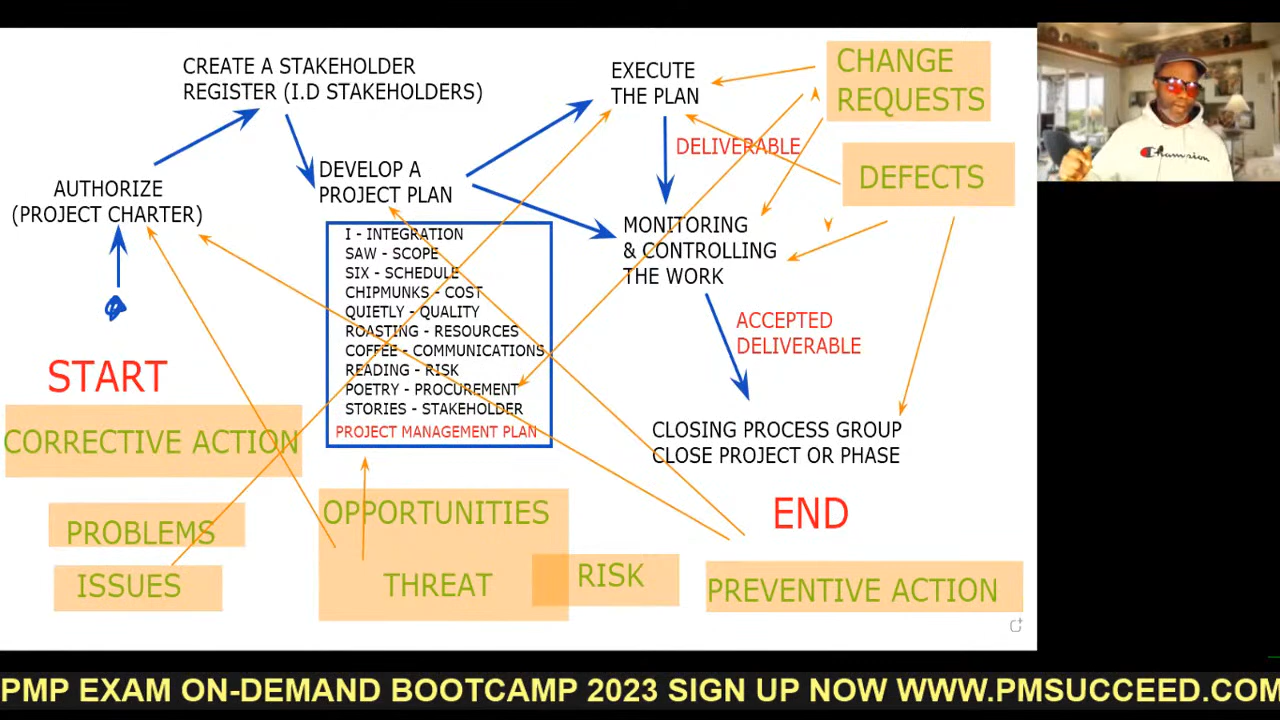 CREATE A STAKEHOLDER
REGISTER (I.D STAKEHOLDERS)
EXECUTE
THE PLAN
CHANGE
REQUESTS
DELIVERABLE
DEFECTS
Champion
AUTHORIZE
(PROJECT CHARTER)
DEVELOP A
PROJECT PLAN
I - INTEGRATION
SAW - SCOPE
SIX - SCHEDULE
CHIPMUNKS - COST
QUIETLY - QUALITY
ROASTING - RESOURCES
COFFEE - COMMUNICATIONS
READING - RISK
POETRY - PROCUREMENT
STORIES - STAKEHOLDER
PROJECT MANAGEMENT PLAN
MONITORING
& CONTROLLING
THE WORK
ACCEPTED
DELIVERABLE
START
CORRECTIVE ACTION
CLOSING PROCESS GROUP
CLOSE PROJECT OR PHASE
END
PROBLEMS
ISSUES
OPPORTUNITIES
THREAT
RISK
PREVENTIVE ACTION
PMP EXAM ON-DEMAND BOOTCAMP 2023 SIGN UP NOW WWW.PMSUCCEED.COM